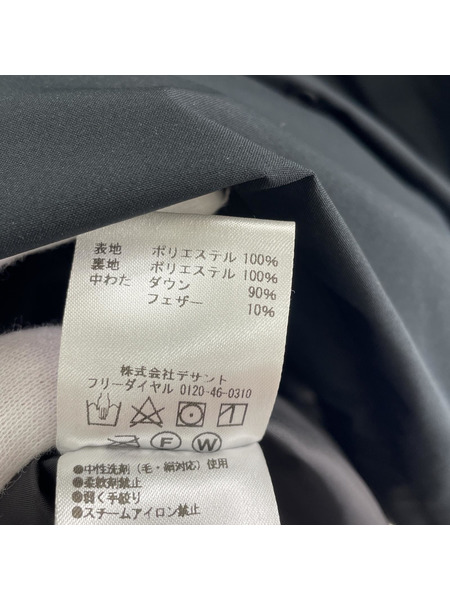 表地 ポリエステル 100%
裏地 ポリエステル 100%
中わた ダウン 90%
フェザー 10%
株式会社デサント
フリーダイヤル 0120-46-0310
F W
●中性洗剤（毛・絹対応）使用
●柔軟剤禁止
●弱く手絞り
●スチームアイロン禁止